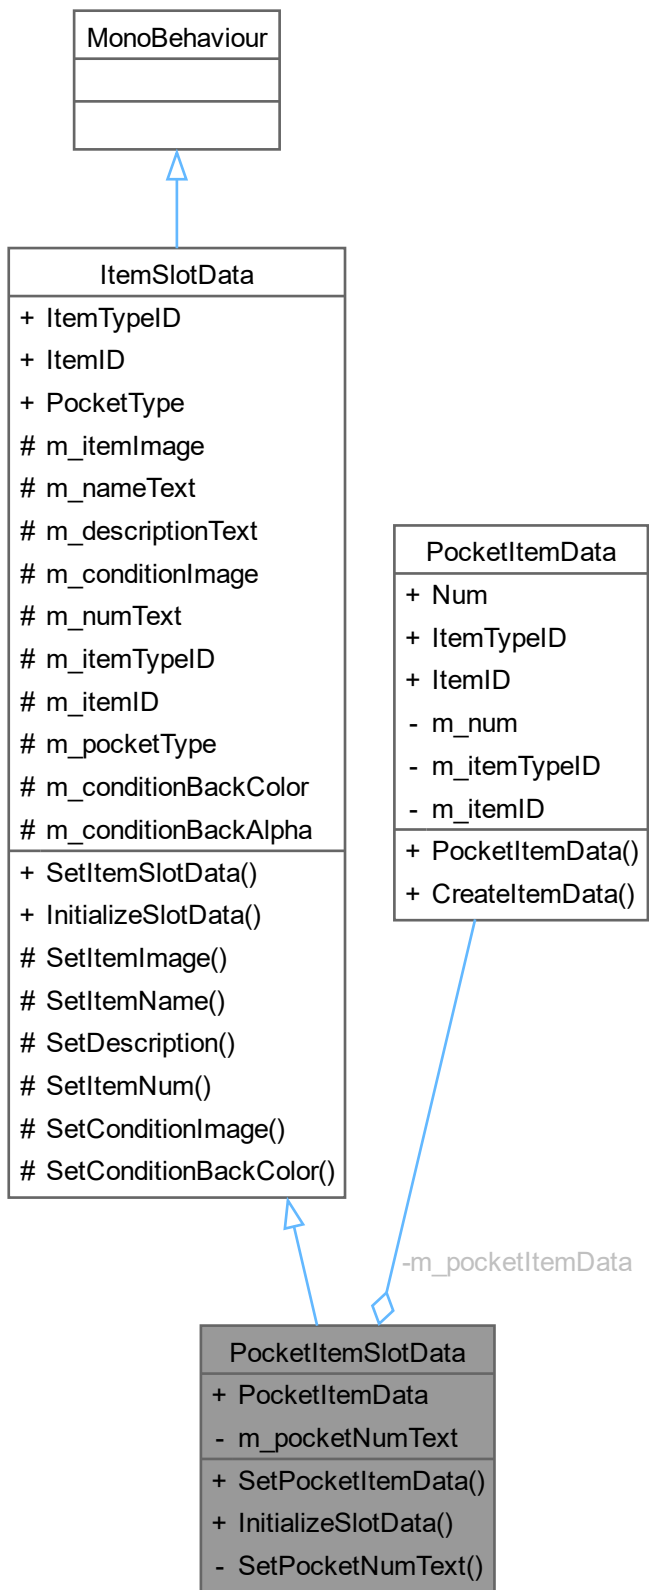 MonoBehaviour
ItemSlotData
+ ItemTypeID
+ ItemID
+ PocketType
# m_itemImage
# m_nameText
# m_descriptionText
# m_conditionImage
# m_numText
# m_itemTypeID
# m_itemID
# m_pocketType
# m_conditionBackColor
# m_conditionBackAlpha
+ SetItemSlotData()
+ InitializeSlotData()
# SetItemImage()
# SetItemName()
# SetDescription()
# SetItemNum()
# SetConditionImage()
# SetConditionBackColor()
PocketItemData
+ Num
+ ItemTypeID
+ ItemID
- m_num
- m_itemTypeID
- m_itemID
+ PocketItemData()
+ CreateItemData()
-m_pocketItemData
PocketItemSlotData
+ PocketItemData
- m_pocketNumText
+ SetPocketItemData()
+ InitializeSlotData()
- SetPocketNumText()